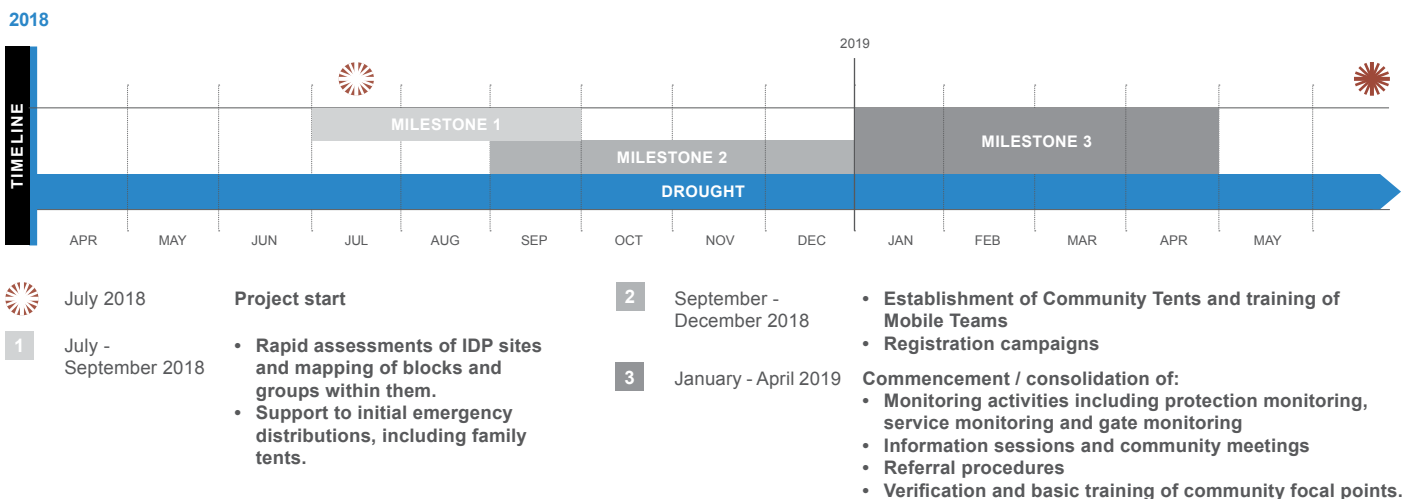 2018
2019
TIMELINE
MILESTONE 1
MILESTONE 2
MILESTONE 3
DROUGHT
APR MAY JUN JUL AUG SEP OCT NOV DEC JAN FEB MAR APR MAY
July 2018 Project start
1 July -
September 2018
• Rapid assessments of IDP sites
and mapping of blocks and
groups within them.
• Support to initial emergency
distributions, including family
tents.
2 September -
December 2018
• Establishment of Community Tents and training of
Mobile Teams
• Registration campaigns
3 January - April 2019
Commencement / consolidation of:
• Monitoring activities including protection monitoring,
service monitoring and gate monitoring
• Information sessions and community meetings
• Referral procedures
• Verification and basic training of community focal points.